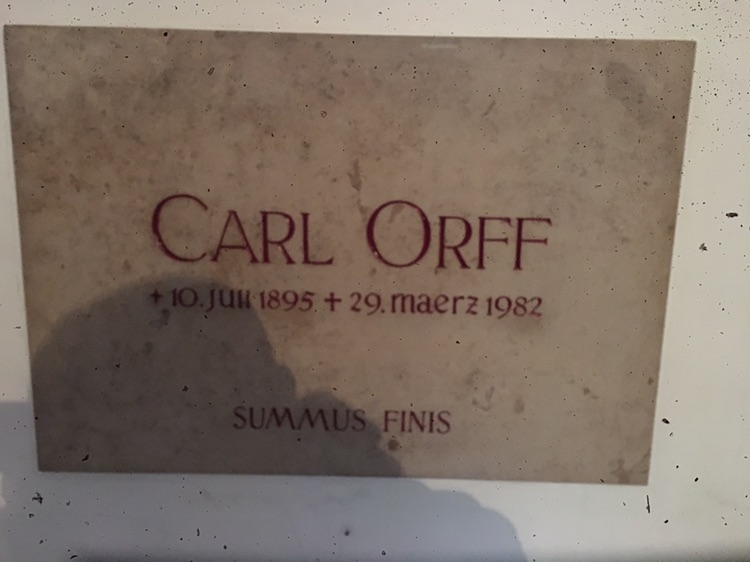 CARL ORFF
+ 10. Juli 1895 + 29. maerz 1982
SUMMUS FINIS